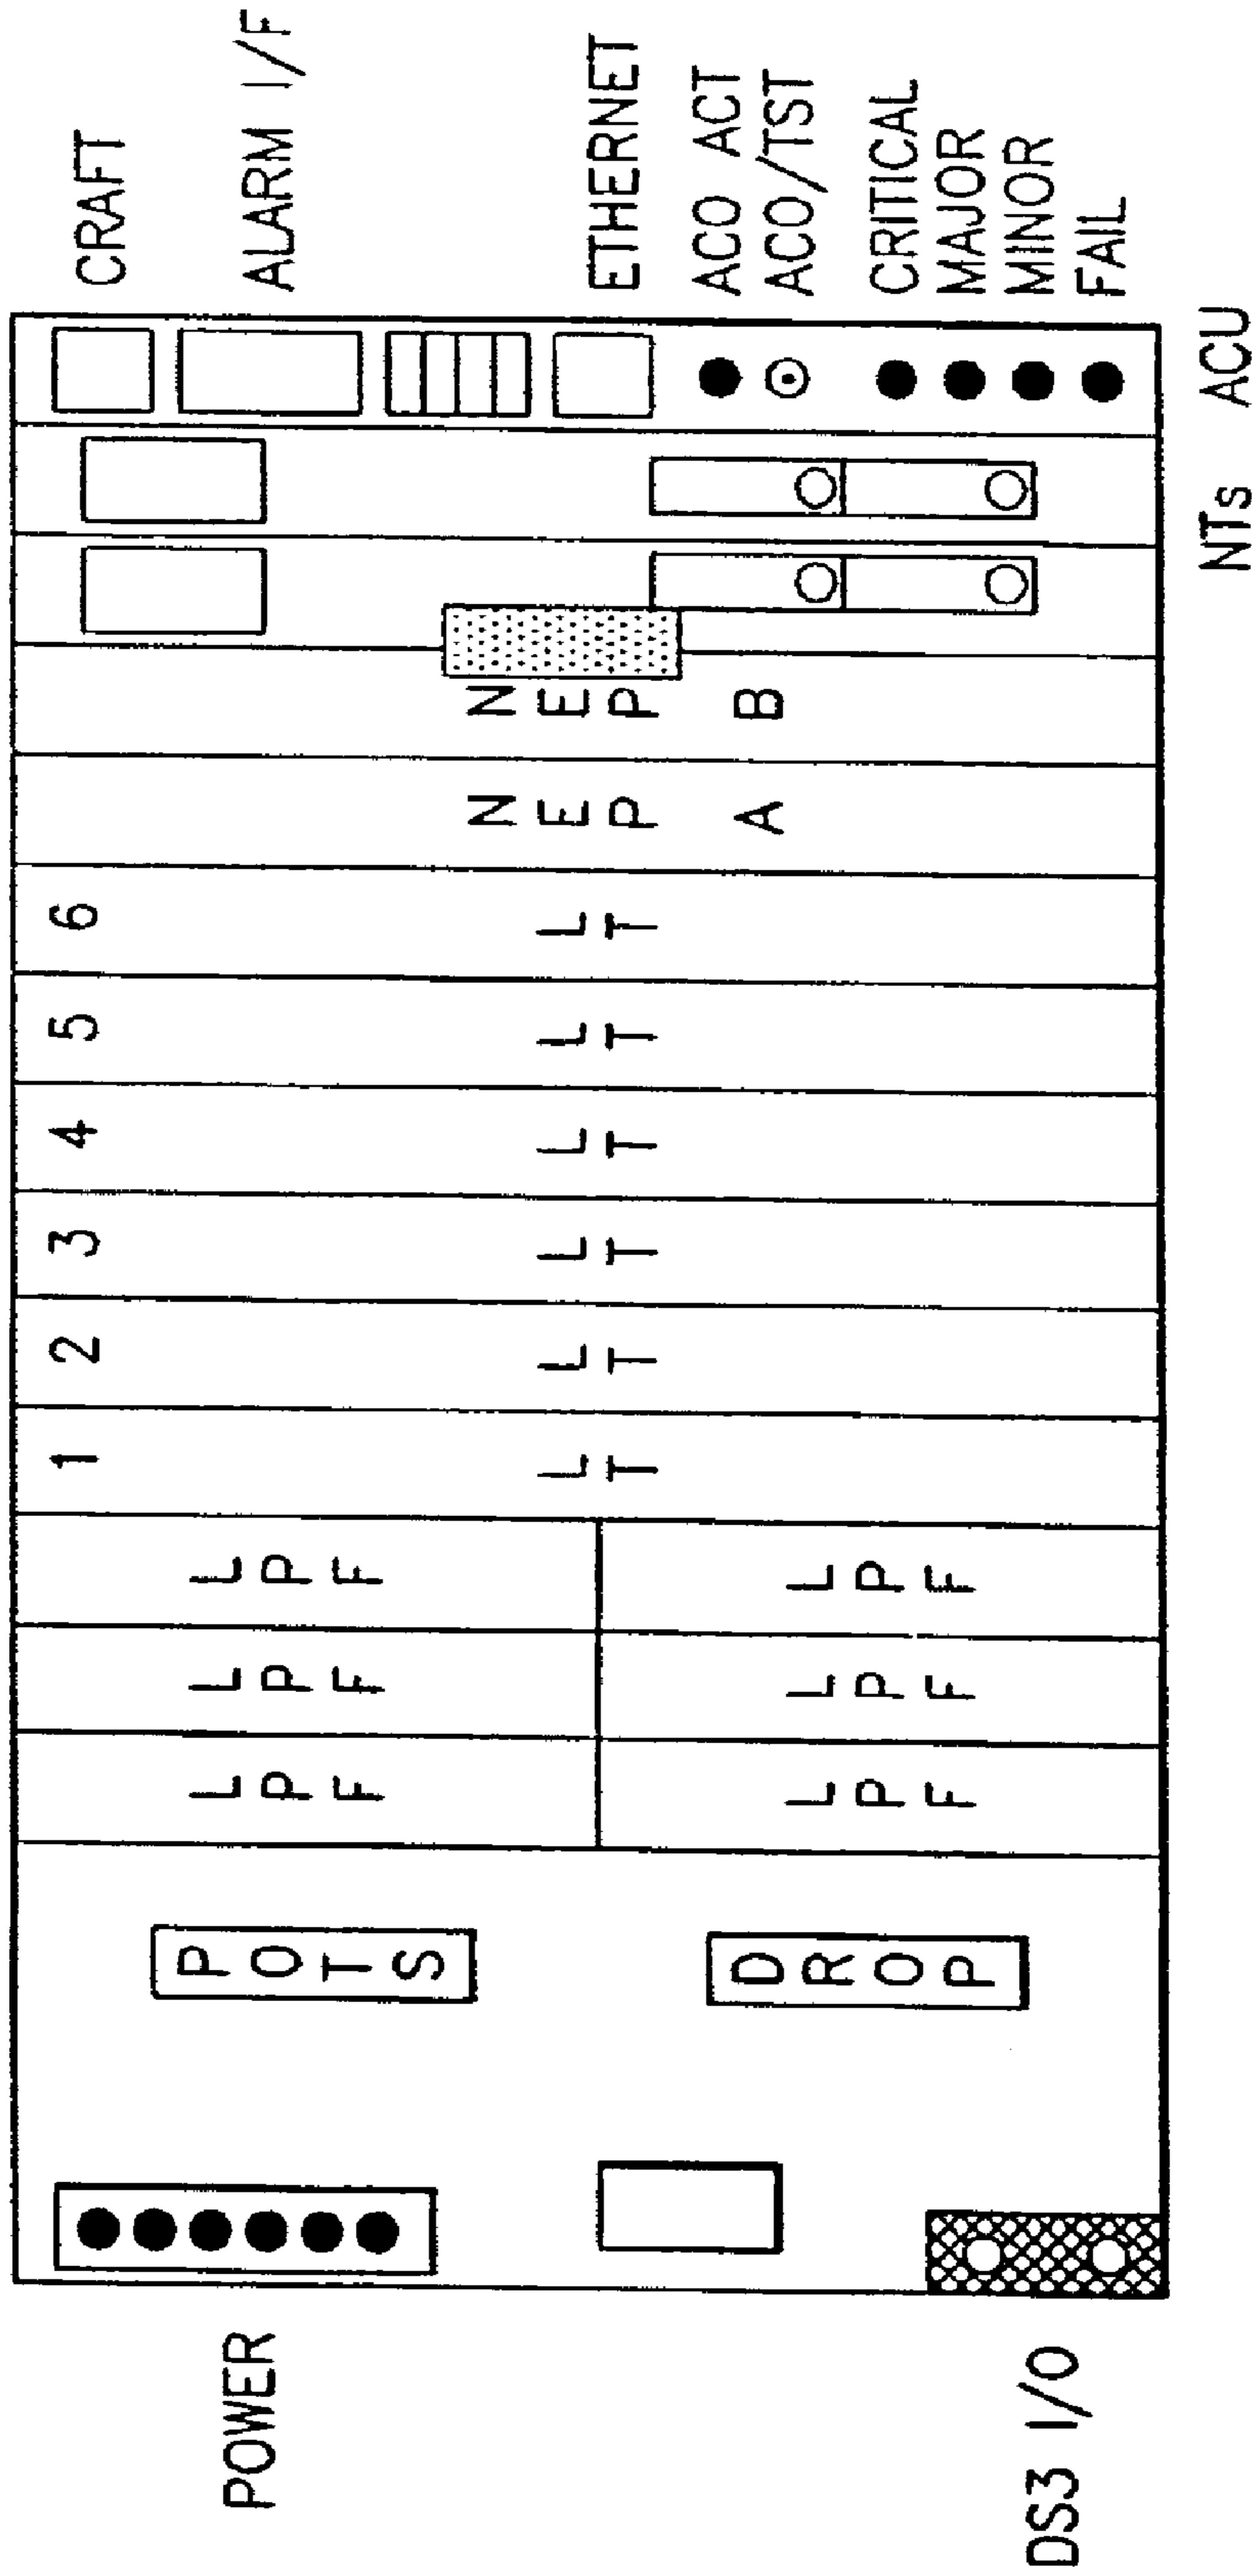 POWER
DS3 I/O
POTS
DROP
LPF
LPF
LPF
LPF
LPF
LPF
1
LT
2
LT
3
LT
4
LT
5
LT
6
LT
NEP A
NEP B
NTs
ACU
CRAFT
ALARM I/F
ETHERNET
ACO ACT
ACO/TST
CRITICAL
MAJOR
MINOR
FAIL